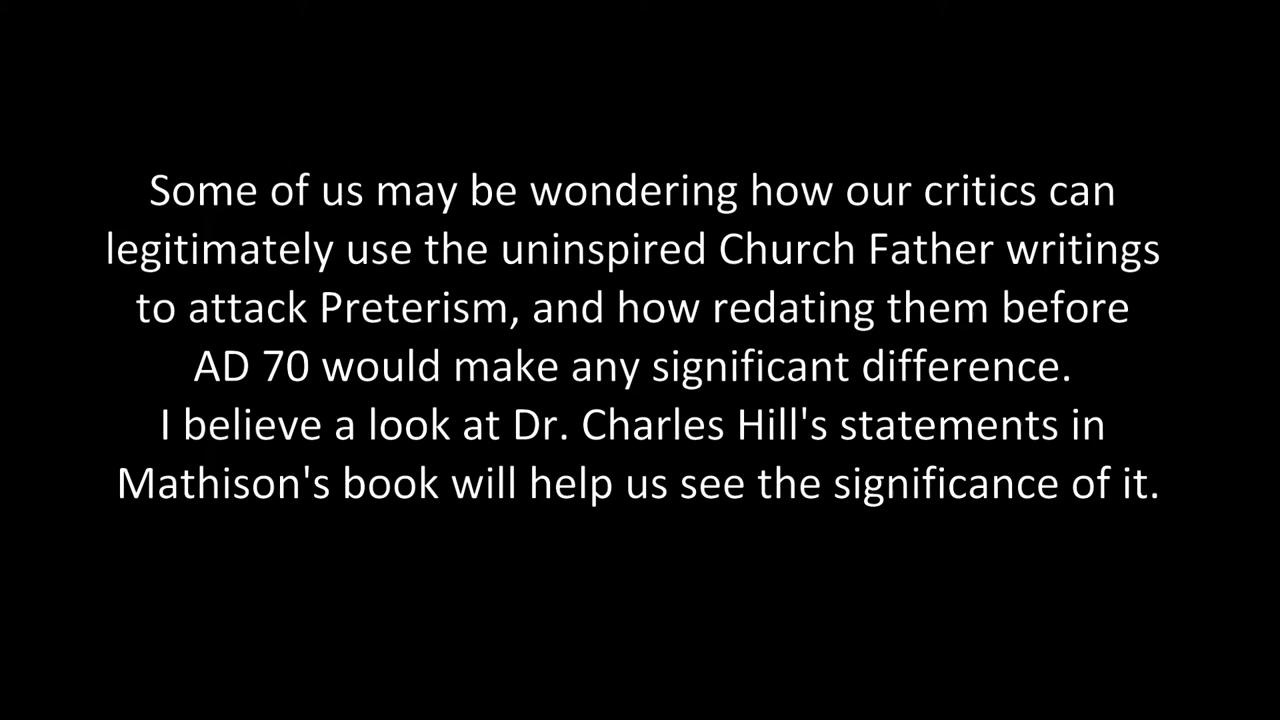 Some of us may be wondering how our critics can
legitimately use the uninspired Church Father writings
to attack Preterism, and how redating them before
AD 70 would make any significant difference.
I believe a look at Dr. Charles Hill's statements in
Mathison's book will help us see the significance of it.